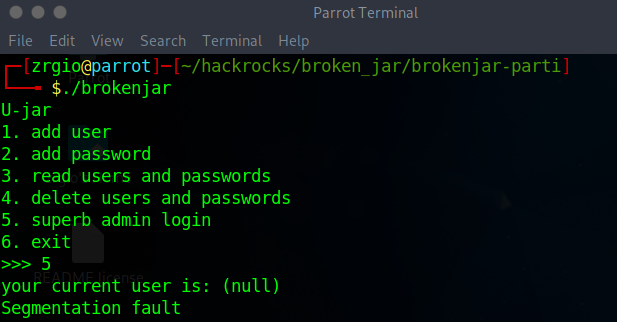 Parrot Terminal
File Edit View Search Terminal Help
┌─[zrgio@parrot]─[~/hackrocks/broken_jar/brokenjar-parti]
└──╼ $./brokenjar
U-jar
1. add user
2. add password
3. read users and passwords
4. delete users and passwords
5. superb admin login
6. exit
>>> 5
README.license
your current user is: (null)
Segmentation fault